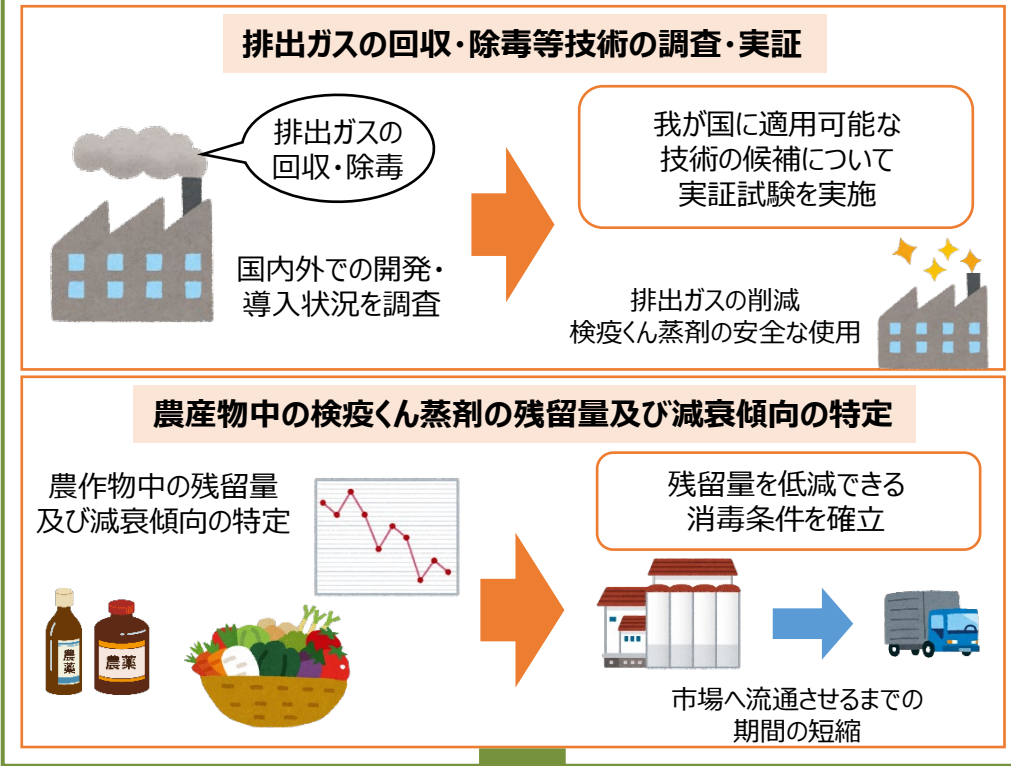 排出ガスの回収・除毒等技術の調査・実証
排出ガスの
回収・除毒
国内外での開発・
導入状況を調査
我が国に適用可能な
技術の候補について
実証試験を実施
排出ガスの削減
検疫くん蒸剤の安全な使用
農産物中の検疫くん蒸剤の残留量及び減衰傾向の特定
農作物中の残留量
及び減衰傾向の特定
農薬
農薬
残留量を低減できる
消毒条件を確立
市場へ流通させるまでの
期間の短縮